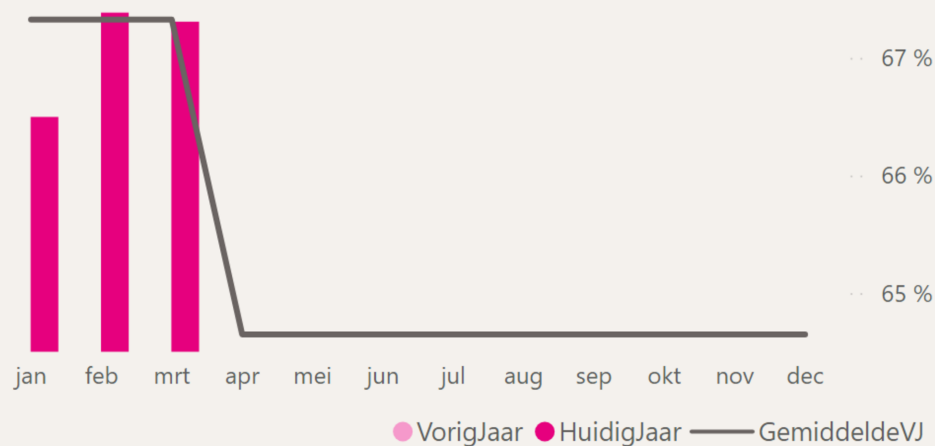 67 %
66 %
65 %
jan feb mrt apr mei jun jul aug sep okt nov dec
VorigJaar HuidigJaar GemiddeldeVJ